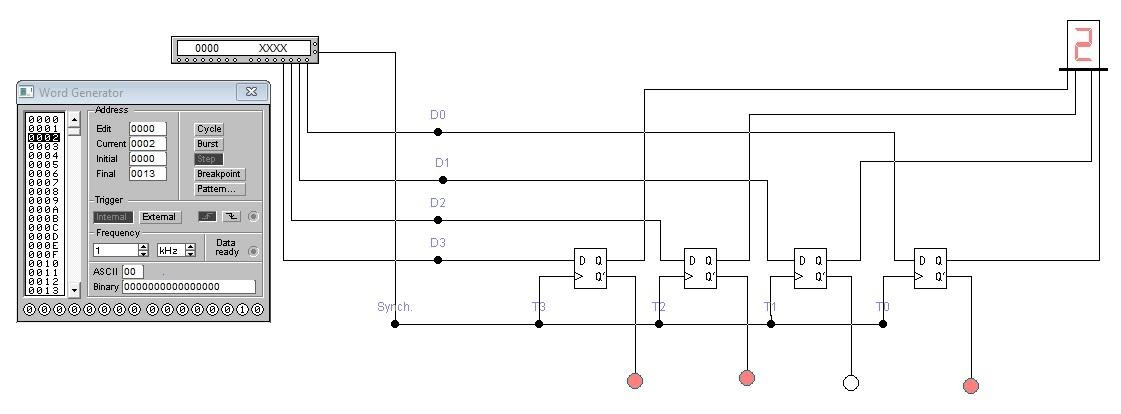 0000 XXXX
2
Word Generator
0000
0001
0002
0003
0004
0005
0006
0007
0008
0009
000A
000B
000C
000D
000E
000F
0010
0011
0012
0013
Address
Edit 0000
Current 0002
Initial 0000
Final 0013
Cycle
Burst
Step
Breakpoint
Pattern...
Trigger
Internal External
Frequency
1 kHz
Data ready
ASCII 00
Binary 0000000000000000
0 0 0 0 0 0 0 0 0 0 0 0 0 0 1 0
D0
D1
D2
D3
Synch.
T3
T2
T1
T0
D Q
Q'
D Q
Q'
D Q
Q'
D Q
Q'